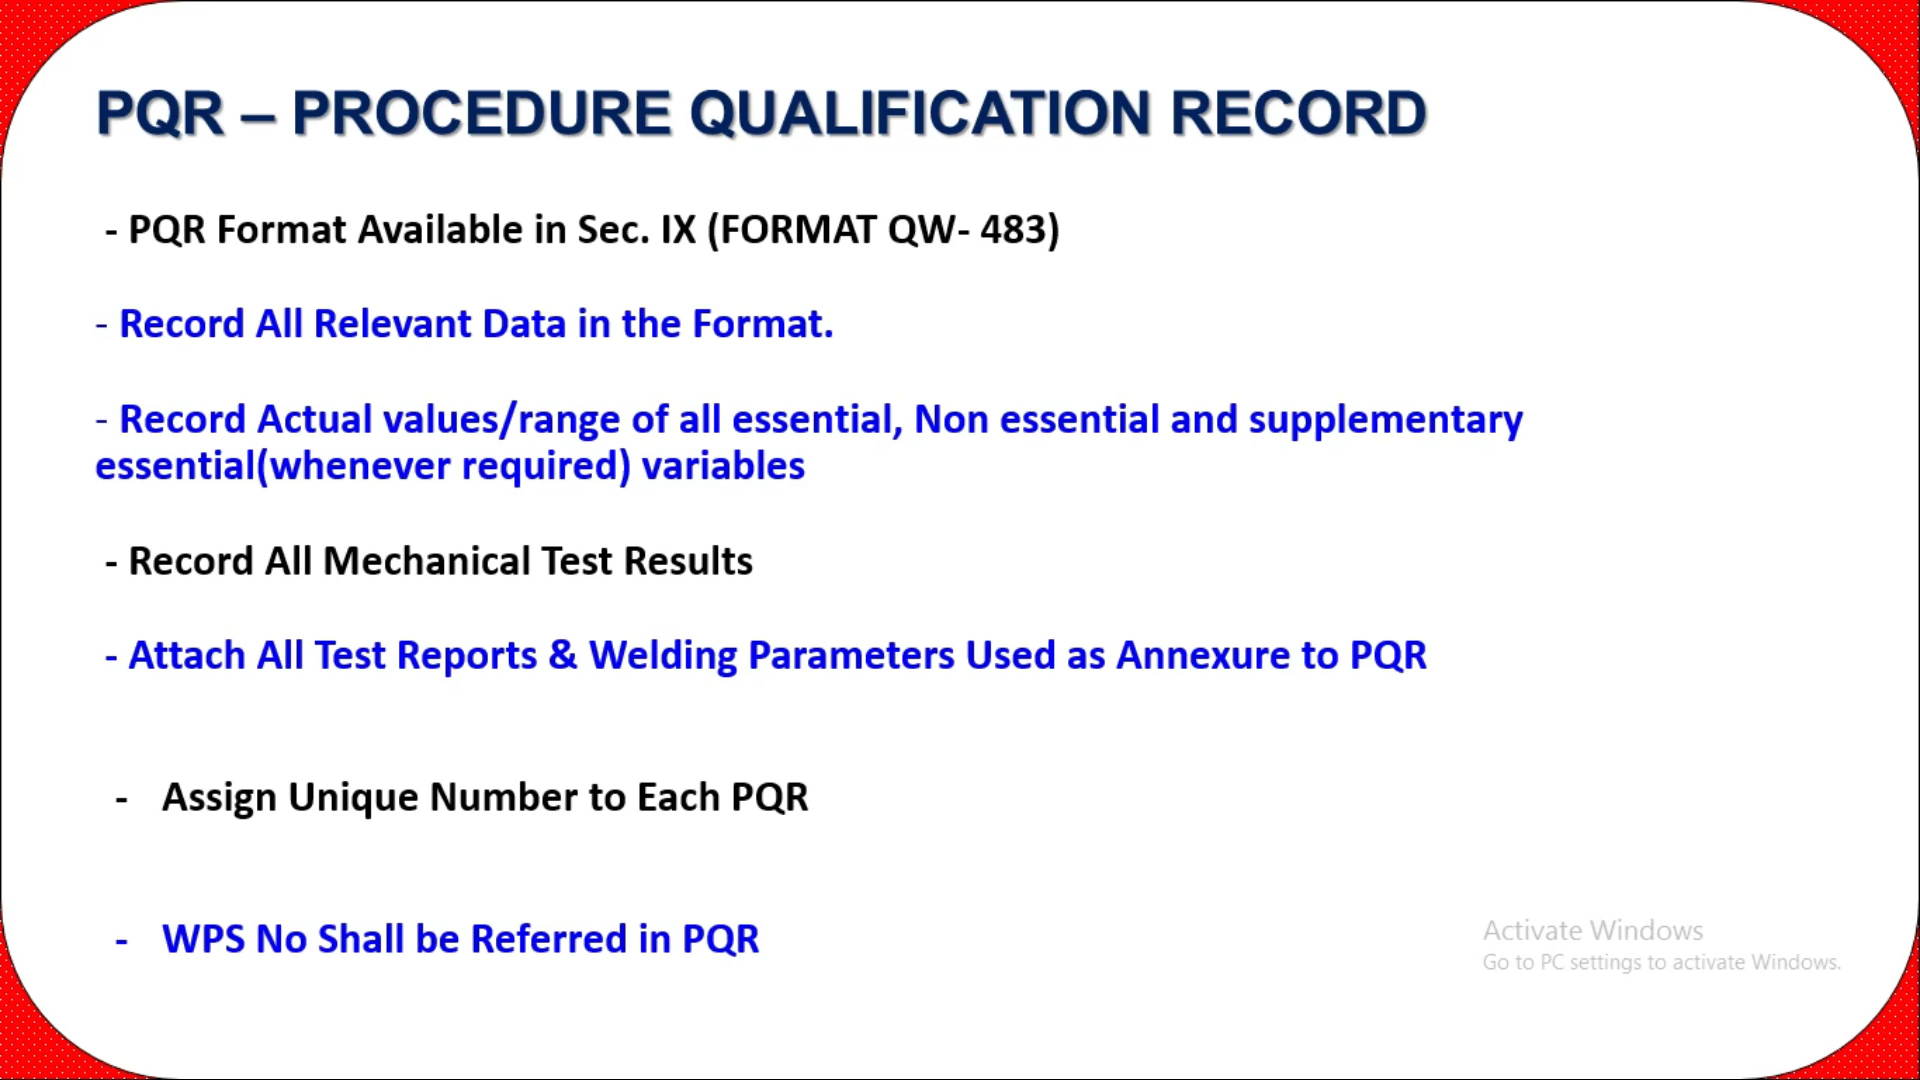 PQR – PROCEDURE QUALIFICATION RECORD
- PQR Format Available in Sec. IX (FORMAT QW- 483)
- Record All Relevant Data in the Format.
- Record Actual values/range of all essential, Non essential and supplementary
essential(whenever required) variables
- Record All Mechanical Test Results
- Attach All Test Reports & Welding Parameters Used as Annexure to PQR
- Assign Unique Number to Each PQR
- WPS No Shall be Referred in PQR
Activate Windows
Go to PC settings to activate Windows.